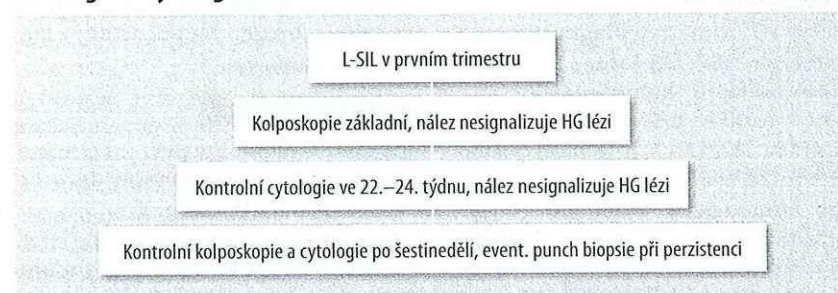 L-SIL v prvním trimestru
Kolposkopie základní, nález nesignalizuje HG lézi
Kontrolní cytologie ve 22.–24. týdnu, nález nesignalizuje HG lézi
Kontrolní kolposkopie a cytologie po šestinedělí, event. punch biopsie při perzistenci